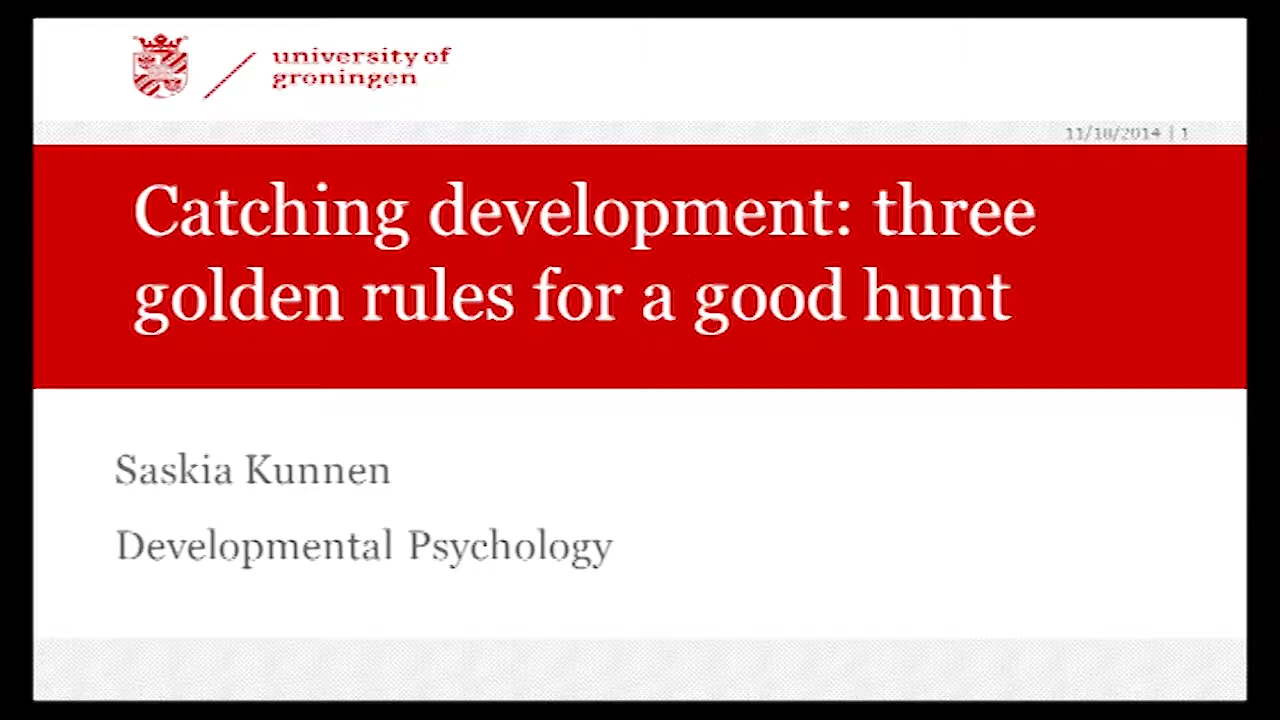 university of
groningen
11/18/2014 | 1
Catching development: three
golden rules for a good hunt
Saskia Kunnen
Developmental Psychology